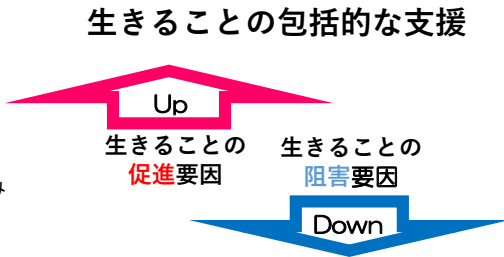 生きることの包括的な支援
Up
生きることの
促進要因
生きることの
阻害要因
み
Down